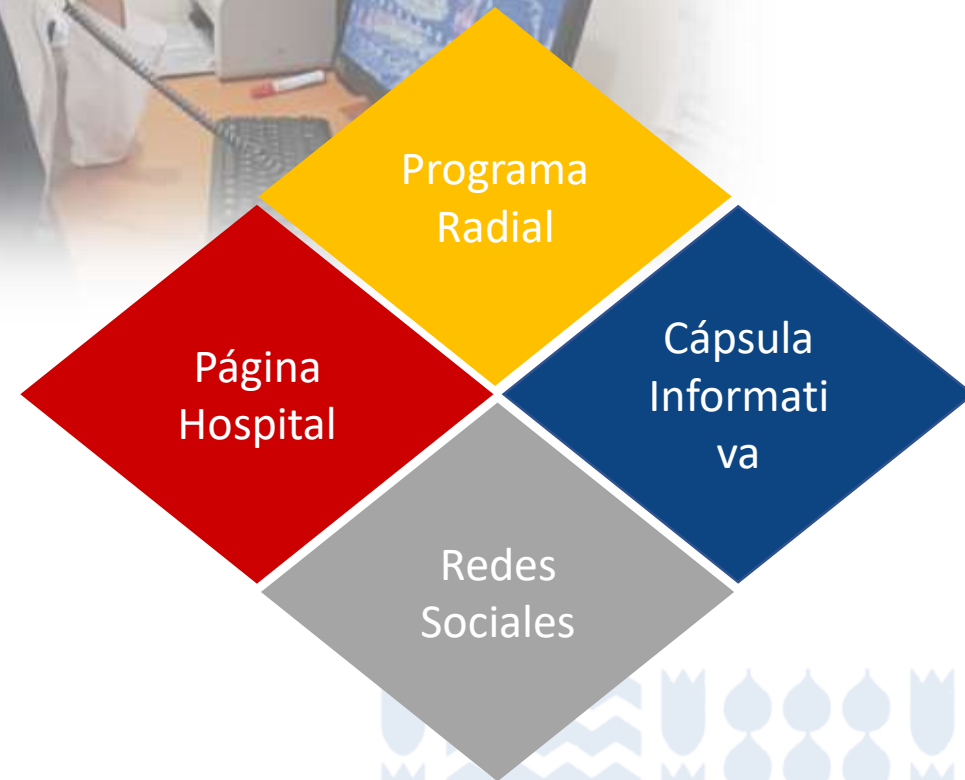 Programa
Radial
Página
Hospital
Cápsula
Informati
va
Redes
Sociales